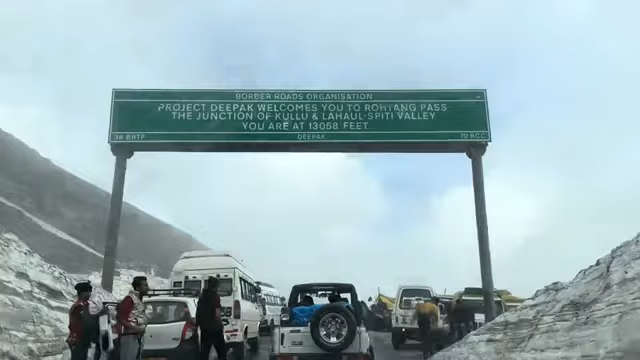 BORDER ROADS ORGANISATION
PROJECT DEEPAK WELCOMES YOU TO ROHTANG PASS
THE JUNCTION OF KULLU & LAHAUL-SPITI VALLEY
YOU ARE AT 13058 FEET
38 BRTF DEEPAK 70 RCC